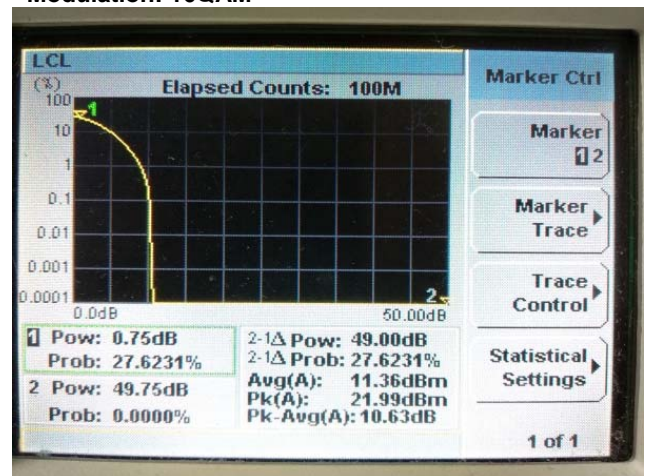 LCL
(%)
Elapsed Counts: 100M
100
10
1
0.1
0.01
0.001
0.0001
1
2
0.0dB
50.00dB
1 Pow: 0.75dB
Prob: 27.6231%
2 Pow: 49.75dB
Prob: 0.0000%
2-1Δ Pow: 49.00dB
2-1Δ Prob: 27.6231%
Avg(A): 11.36dBm
Pk(A): 21.99dBm
Pk-Avg(A): 10.63dB
Marker Ctrl
Marker
1 2
Marker
Trace
Trace
Control
Statistical
Settings
1 of 1